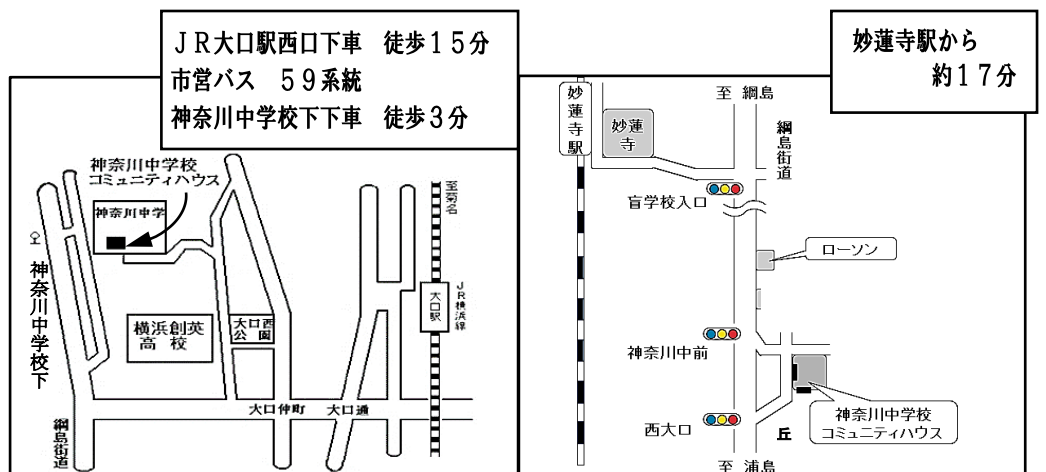 ＪＲ大口駅西口下車　徒歩１５分
市営バス　５９系統
神奈川中学校下下車　徒歩３分
神奈川中学校
コミュニティハウス
神奈川中学
神奈川中学校下
横浜創英
高校
大口西
公園
至菊名
ＪＲ横浜線
大口駅
大口仲町
大口通
綱島街道
妙蓮寺駅から
約１７分
妙蓮寺駅
妙蓮
寺
至 綱島
綱島街道
盲学校入口
ローソン
神奈川中前
神奈川中学校
コミュニティハウス
西大口
丘
至 浦島